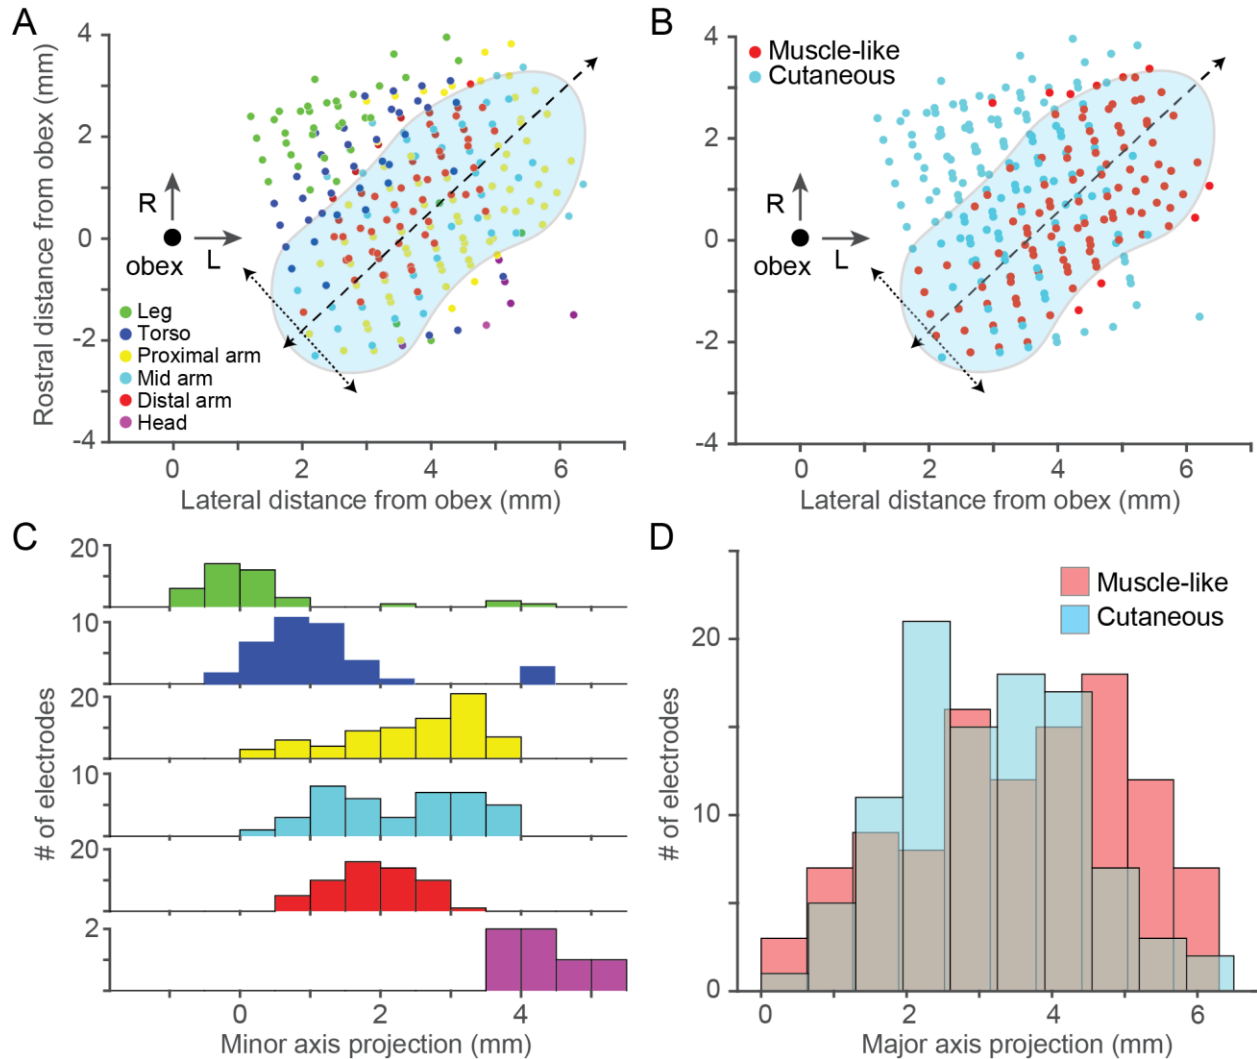 A
4
2
0
-2
-4
Rostral distance from obex (mm)
R
L
obex
Leg
Torso
Proximal arm
Mid arm
Distal arm
Head
0 2 4 6
Lateral distance from obex (mm)
B
Muscle-like
Cutaneous
4
2
0
-2
-4
R
L
obex
0 2 4 6
Lateral distance from obex (mm)
C
20
10
20
10
20
2
# of electrodes
0 2 4
Minor axis projection (mm)
D
Muscle-like
Cutaneous
20
10
0
# of electrodes
0 2 4 6
Major axis projection (mm)